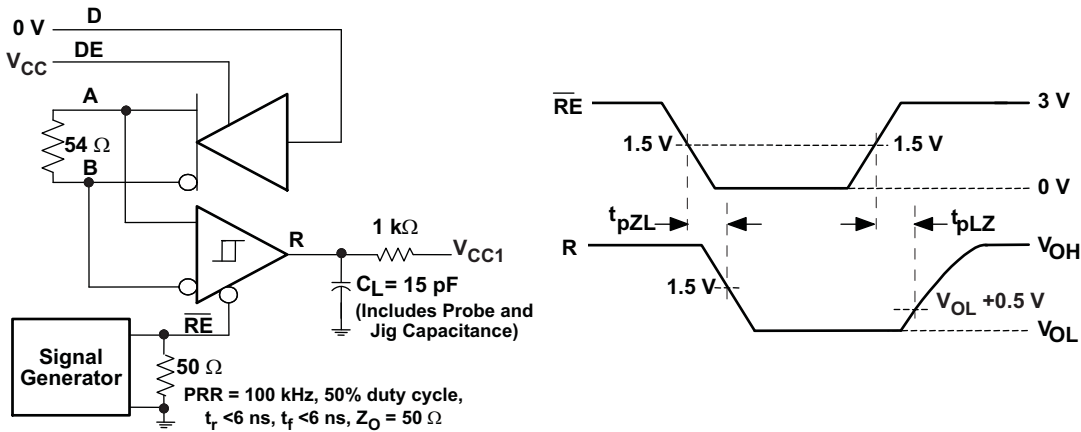 D
0 V
DE
VCC
A
54 Ω
B
R
1 kΩ
VCC1
CL = 15 pF
(Includes Probe and
Jig Capacitance)
RE
Signal
Generator
50 Ω
PRR = 100 kHz, 50% duty cycle,
tr <6 ns, tf <6 ns, ZO = 50 Ω
RE
3 V
1.5 V
1.5 V
0 V
tpZL
tpLZ
R
VOH
1.5 V
VOL +0.5 V
VOL